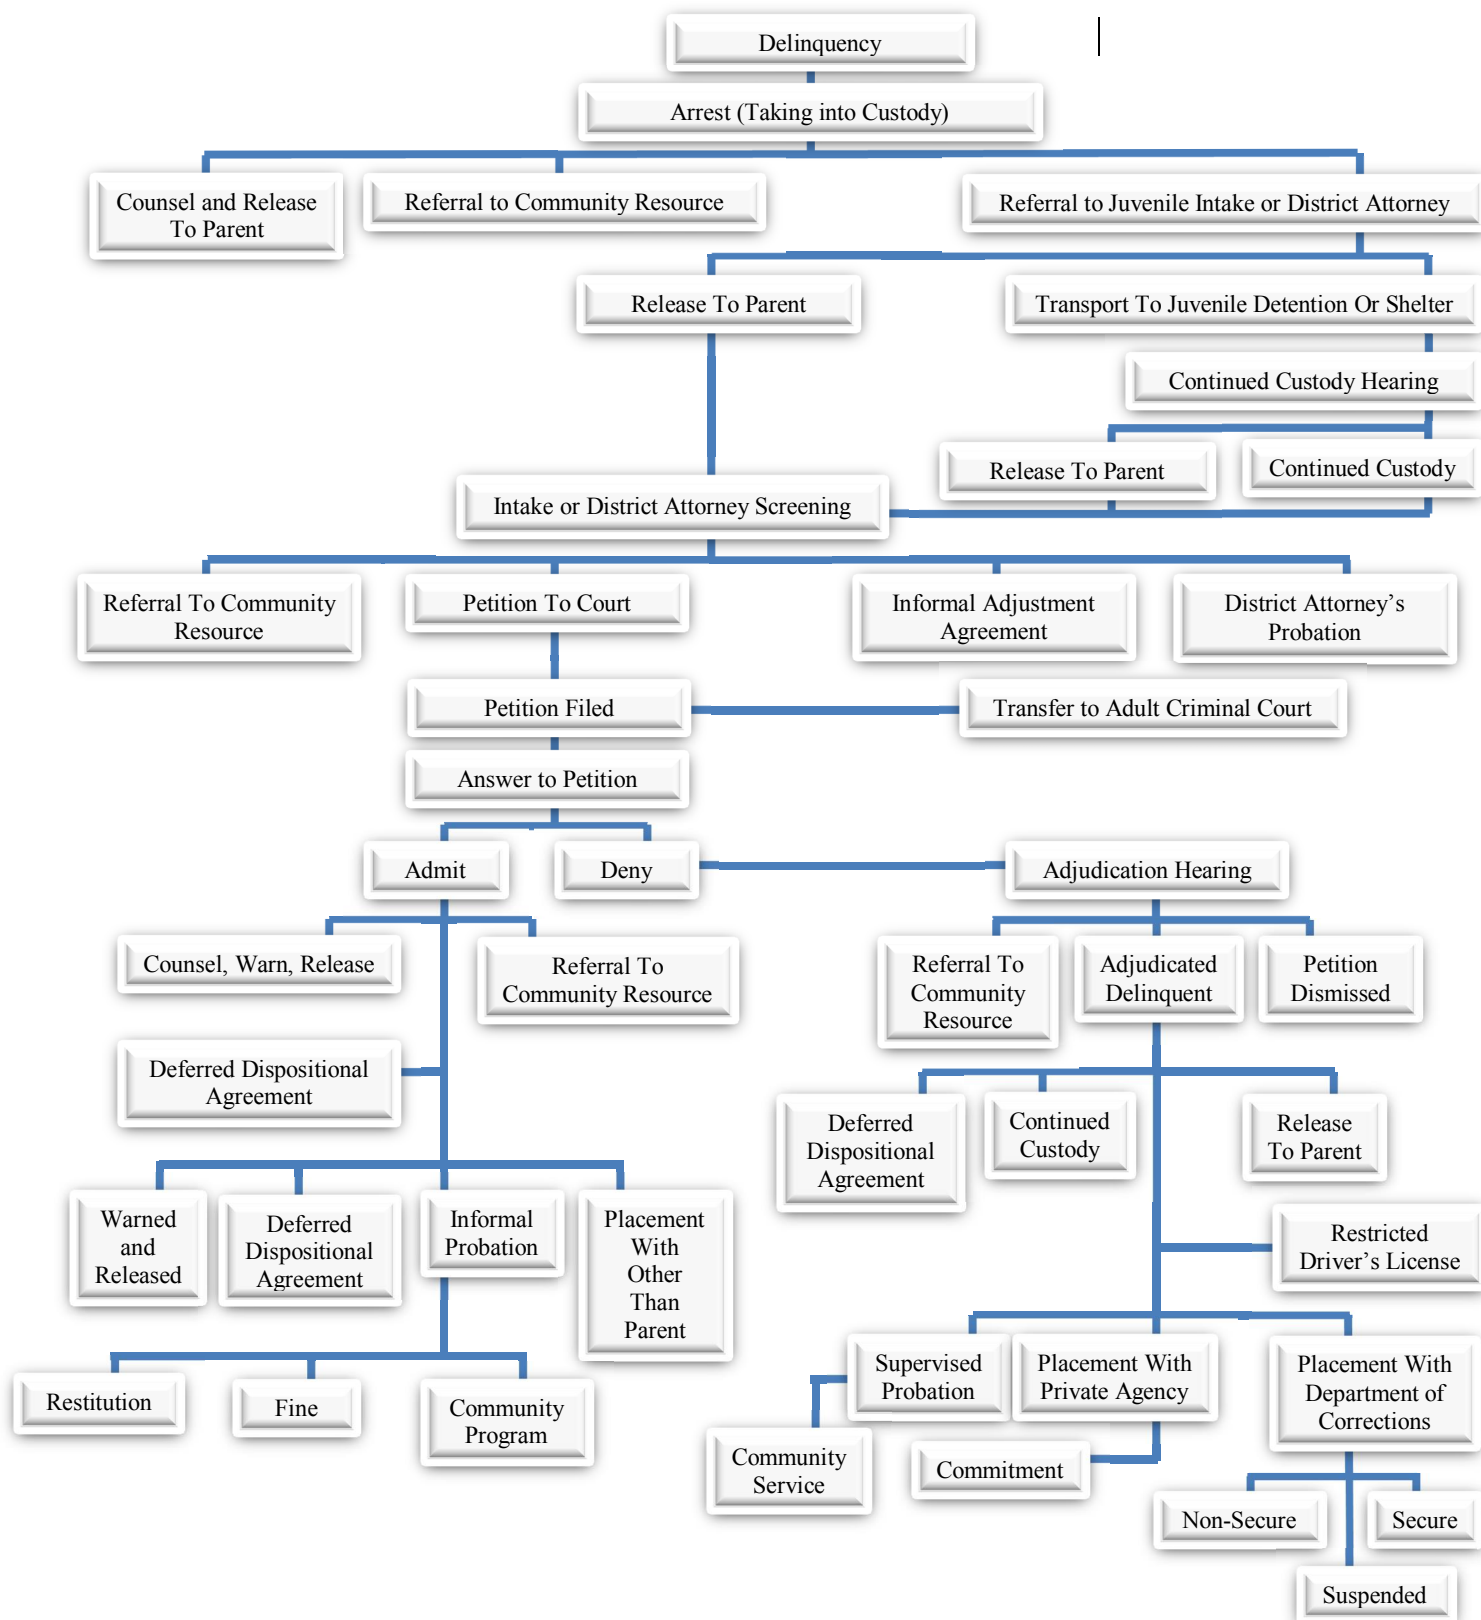 Delinquency
Arrest (Taking into Custody)
Counsel and Release
To Parent
Referral to Community Resource
Referral to Juvenile Intake or District Attorney
Release To Parent
Transport To Juvenile Detention Or Shelter
Continued Custody Hearing
Release To Parent
Continued Custody
Intake or District Attorney Screening
Referral To Community
Resource
Petition To Court
Informal Adjustment
Agreement
District Attorney’s
Probation
Petition Filed
Transfer to Adult Criminal Court
Answer to Petition
Admit
Deny
Adjudication Hearing
Counsel, Warn, Release
Referral To
Community Resource
Referral To
Community
Resource
Adjudicated
Delinquent
Petition
Dismissed
Deferred Dispositional
Agreement
Deferred
Dispositional
Agreement
Continued
Custody
Release
To Parent
Warned
and
Released
Deferred
Dispositional
Agreement
Informal
Probation
Placement
With
Other
Than
Parent
Restricted
Driver’s License
Restitution
Fine
Community
Program
Supervised
Probation
Placement With
Private Agency
Placement With
Department of
Corrections
Community
Service
Commitment
Non-Secure
Secure
Suspended